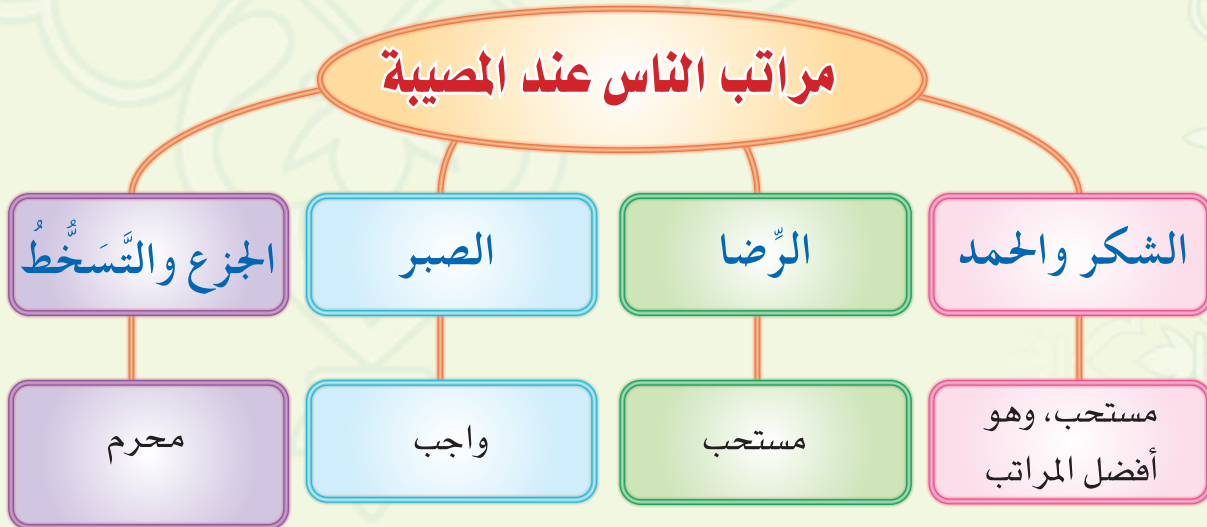 مراتب الناس عند المصيبة
الشكر والحمد
الرِّضا
الصبر
الجزع والتَّسَخُّطُ
مستحب، وهو
أفضل المراتب
مستحب
واجب
محرم